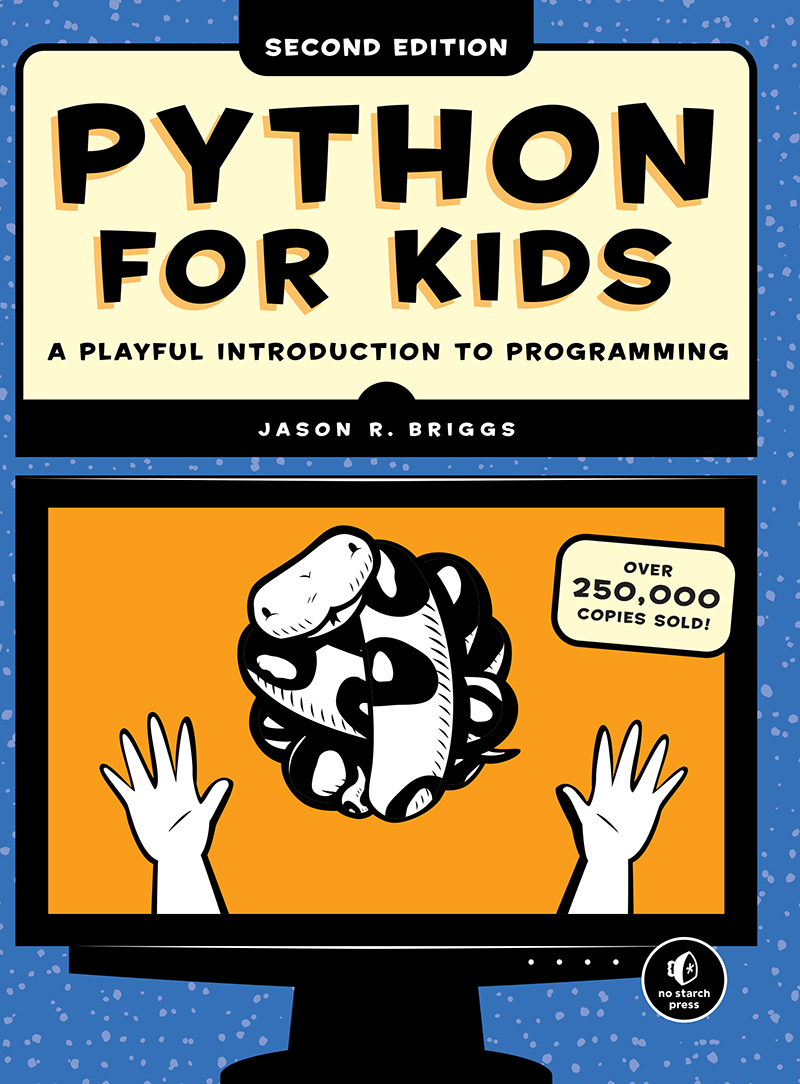 SECOND EDITION
PYTHON
FOR KIDS
A PLAYFUL INTRODUCTION TO PROGRAMMING
JASON R. BRIGGS
OVER
250,000
COPIES SOLD!
no starch
press